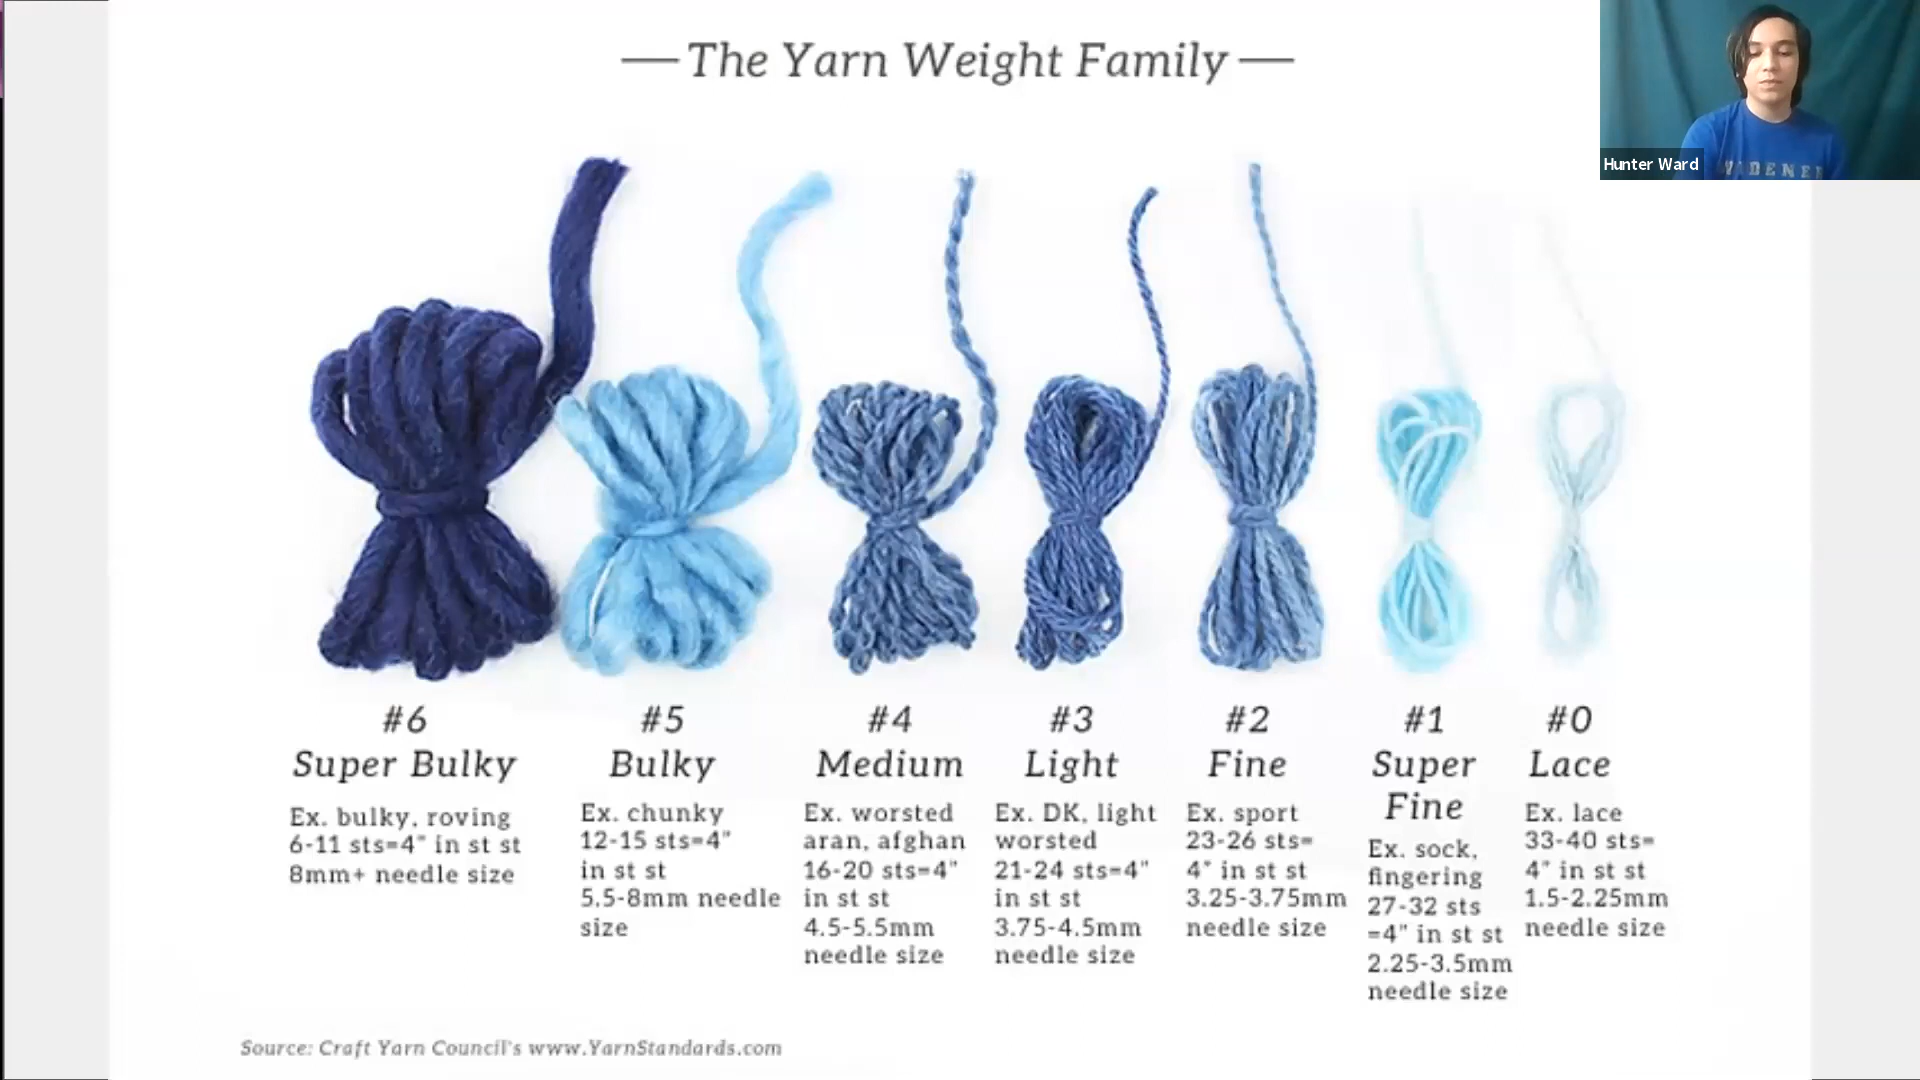 The Yarn Weight Family
Hunter Ward
WIDENER
#6
Super Bulky
Ex. bulky, roving
6-11 sts=4" in st st
8mm+ needle size
#5
Bulky
Ex. chunky
12-15 sts=4"
in st st
5.5-8mm needle
size
#4
Medium
Ex. worsted
aran, afghan
16-20 sts=4"
in st st
4.5-5.5mm
needle size
#3
Light
Ex. DK, light
worsted
21-24 sts=4"
in st st
3.75-4.5mm
needle size
#2
Fine
Ex. sport
23-26 sts=
4" in st st
3.25-3.75mm
needle size
#1
Super
Fine
Ex. sock,
fingering
27-32 sts
=4" in st st
2.25-3.5mm
needle size
#0
Lace
Ex. lace
33-40 sts=
4" in st st
1.5-2.25mm
needle size
Source: Craft Yarn Council's www.YarnStandards.com